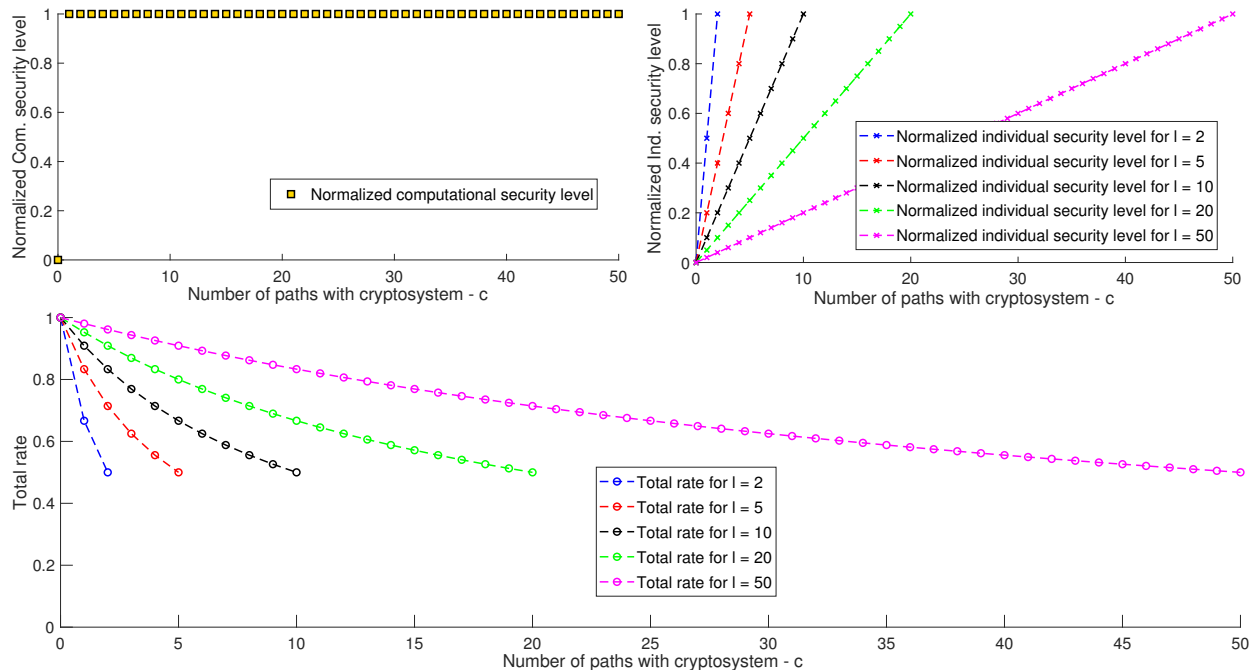 Normalized Com. security level
1
0.8
0.6
0.4
0.2
0
Normalized computational security level
0 10 20 30 40 50
Number of paths with cryptosystem - c
Normalized Ind. security level
1
0.8
0.6
0.4
0.2
0
Normalized individual security level for l = 2
Normalized individual security level for l = 5
Normalized individual security level for l = 10
Normalized individual security level for l = 20
Normalized individual security level for l = 50
0 10 20 30 40 50
Number of paths with cryptosystem - c
Total rate
1
0.8
0.6
0.4
0.2
0
Total rate for l = 2
Total rate for l = 5
Total rate for l = 10
Total rate for l = 20
Total rate for l = 50
0 5 10 15 20 25 30 35 40 45 50
Number of paths with cryptosystem - c